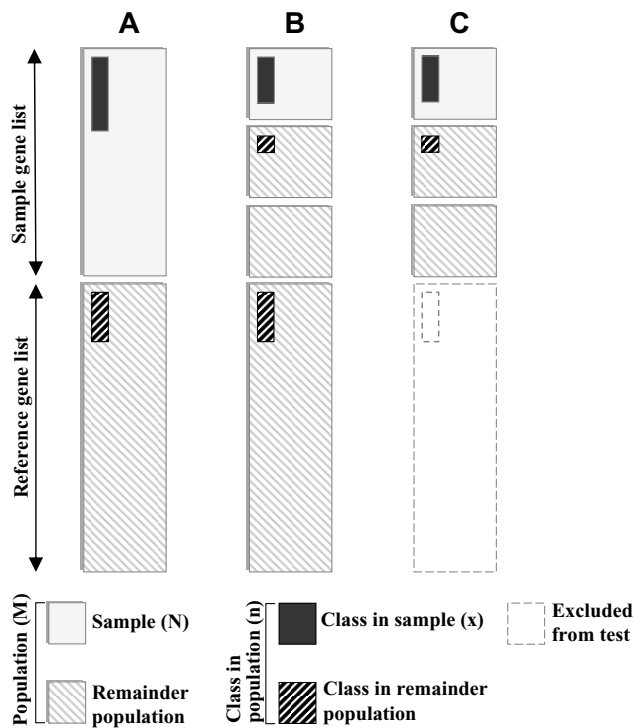 A B C
Sample gene list
Reference gene list
Population (M)
Sample (N)
Remainder
population
Class in
population (n)
Class in sample (x)
Class in remainder
population
Excluded
from test